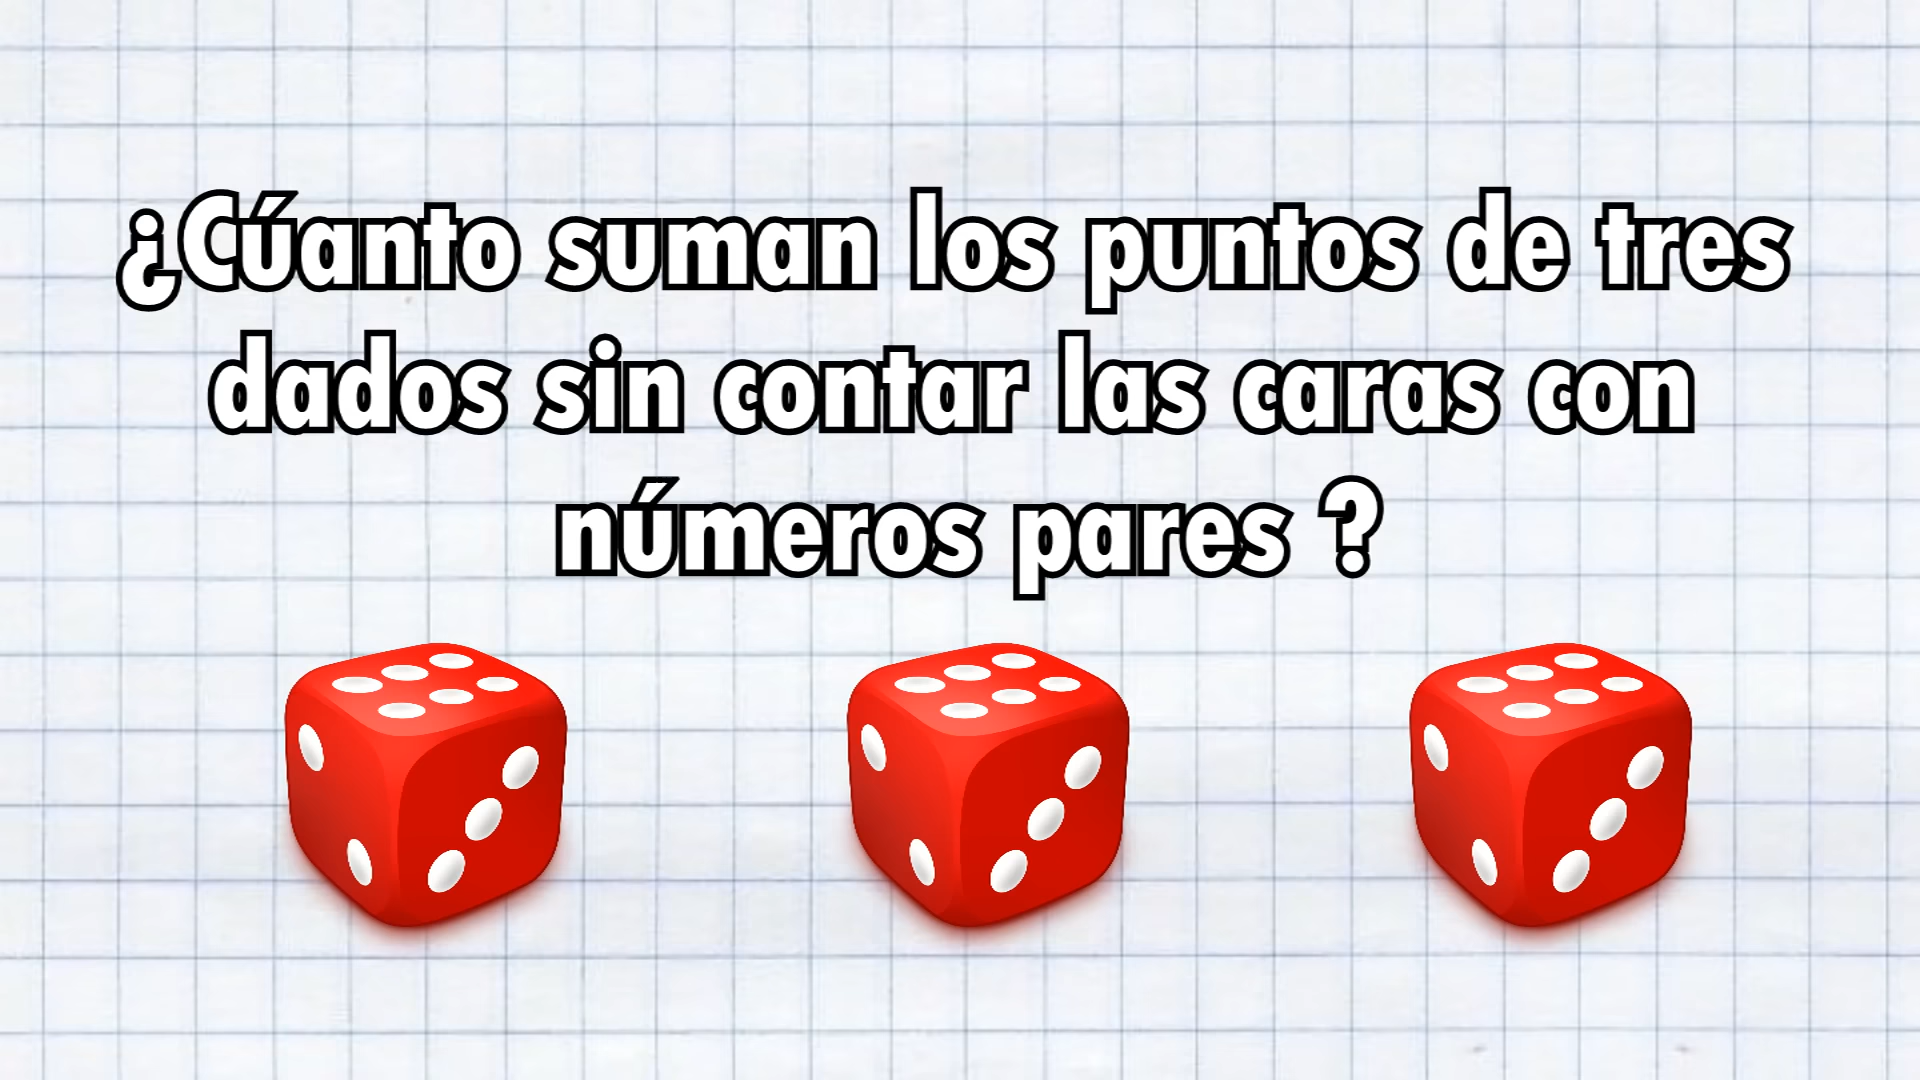 ¿Cúanto suman los puntos de tres
dados sin contar las caras con
números pares ?